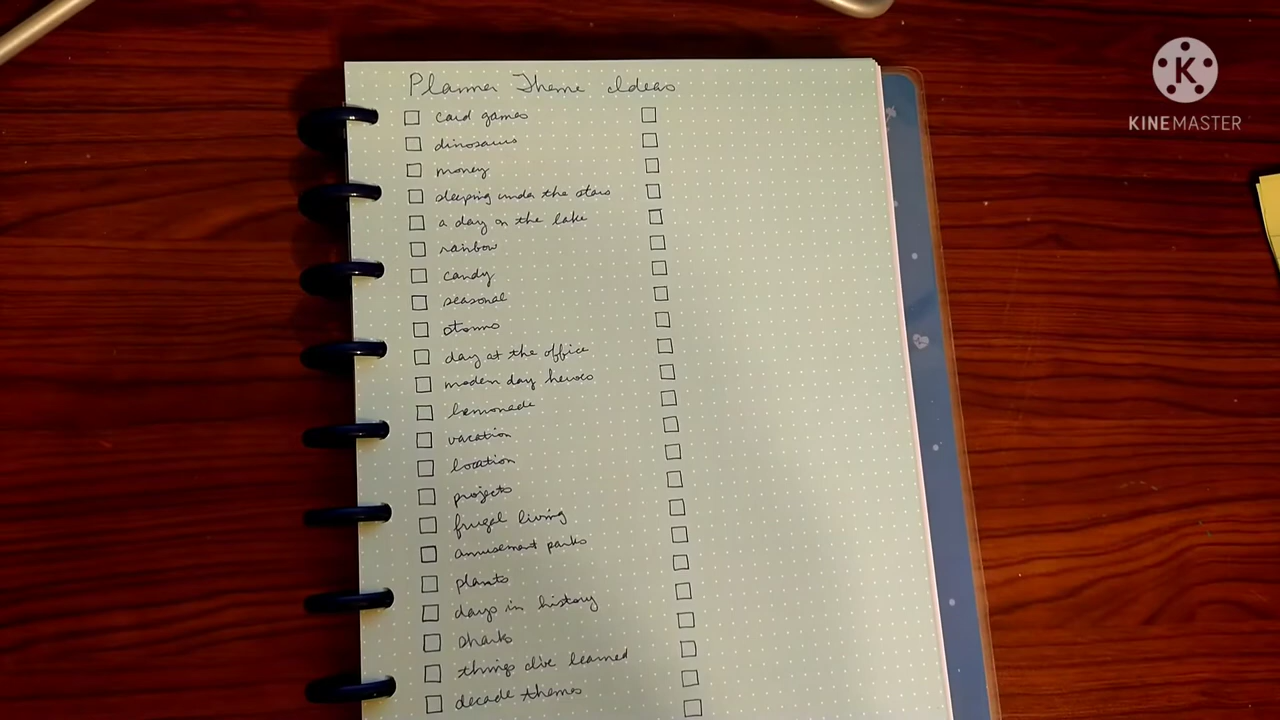 Planner Theme Ideas
card games
dinosaurs
money
sleeping under the stars
a day on the lake
rainbow
candy
seasonal
storms
day at the office
modern day heroes
lemonade
vacation
location
projects
frugal living
amusement parks
plants
days in history
sharks
things I've learned
decade themes
K
KINEMASTER